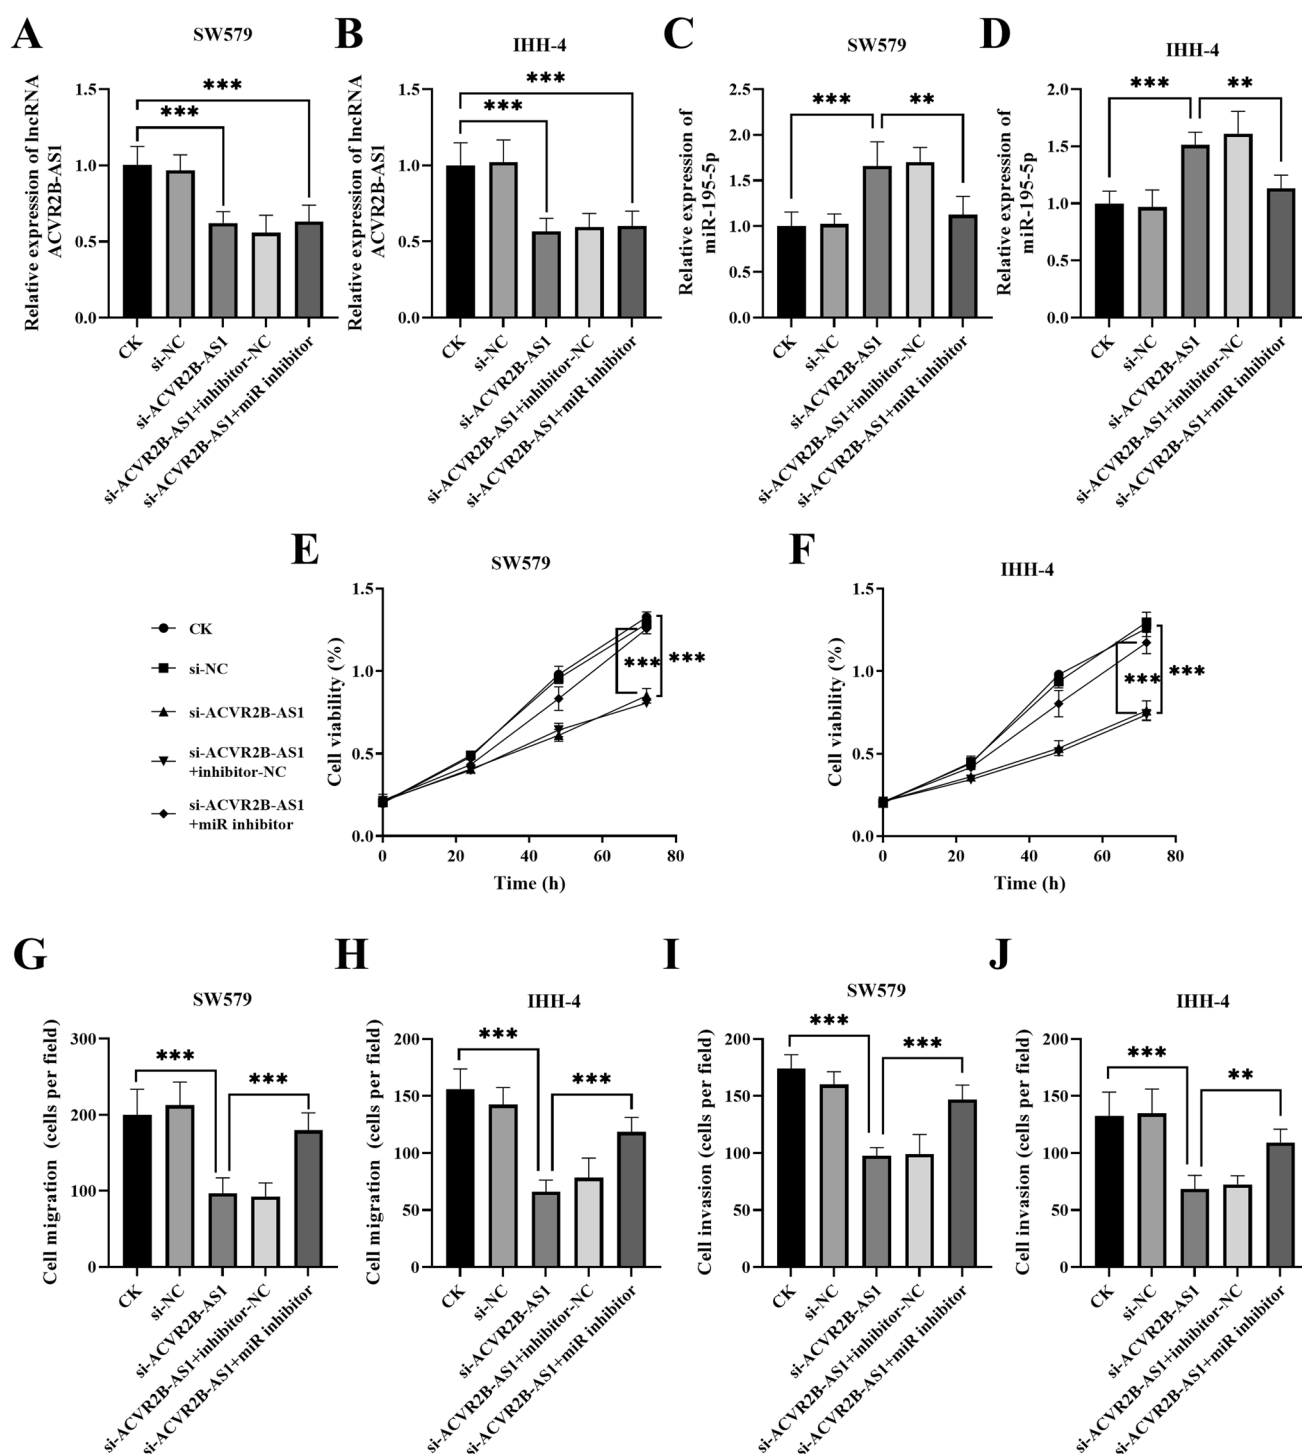 A
SW579
Relative expression of lncRNA
ACVR2B-AS1
1.5
1.0
0.5
0.0
***
***
CK
si-NC
si-ACVR2B-AS1
si-ACVR2B-AS1+inhibitor-NC
si-ACVR2B-AS1+miR inhibitor
B
IHH-4
Relative expression of lncRNA
ACVR2B-AS1
1.5
1.0
0.5
0.0
***
***
CK
si-NC
si-ACVR2B-AS1
si-ACVR2B-AS1+inhibitor-NC
si-ACVR2B-AS1+miR inhibitor
C
SW579
Relative expression of
miR-195-5p
2.5
2.0
1.5
1.0
0.5
0.0
***
**
CK
si-NC
si-ACVR2B-AS1
si-ACVR2B-AS1+inhibitor-NC
si-ACVR2B-AS1+miR inhibitor
D
IHH-4
Relative expression of
miR-195-5p
2.0
1.5
1.0
0.5
0.0
***
**
CK
si-NC
si-ACVR2B-AS1
si-ACVR2B-AS1+inhibitor-NC
si-ACVR2B-AS1+miR inhibitor
CK
si-NC
si-ACVR2B-AS1
si-ACVR2B-AS1
+inhibitor-NC
si-ACVR2B-AS1
+miR inhibitor
E
SW579
Cell viability (%)
1.5
1.0
0.5
0.0
***
***
0
20
40
60
80
Time (h)
F
IHH-4
Cell viability (%)
1.5
1.0
0.5
0.0
***
***
0
20
40
60
80
Time (h)
G
SW579
Cell migration (cells per field)
300
200
100
0
***
***
CK
si-NC
si-ACVR2B-AS1
si-ACVR2B-AS1+inhibitor-NC
si-ACVR2B-AS1+miR inhibitor
H
IHH-4
Cell migration (cells per field)
200
150
100
50
0
***
***
CK
si-NC
si-ACVR2B-AS1
si-ACVR2B-AS1+inhibitor-NC
si-ACVR2B-AS1+miR inhibitor
I
SW579
Cell invasion (cells per field)
200
150
100
50
0
***
***
CK
si-NC
si-ACVR2B-AS1
si-ACVR2B-AS1+inhibitor-NC
si-ACVR2B-AS1+miR inhibitor
J
IHH-4
Cell invasion (cells per field)
200
150
100
50
0
***
**
CK
si-NC
si-ACVR2B-AS1
si-ACVR2B-AS1+inhibitor-NC
si-ACVR2B-AS1+miR inhibitor